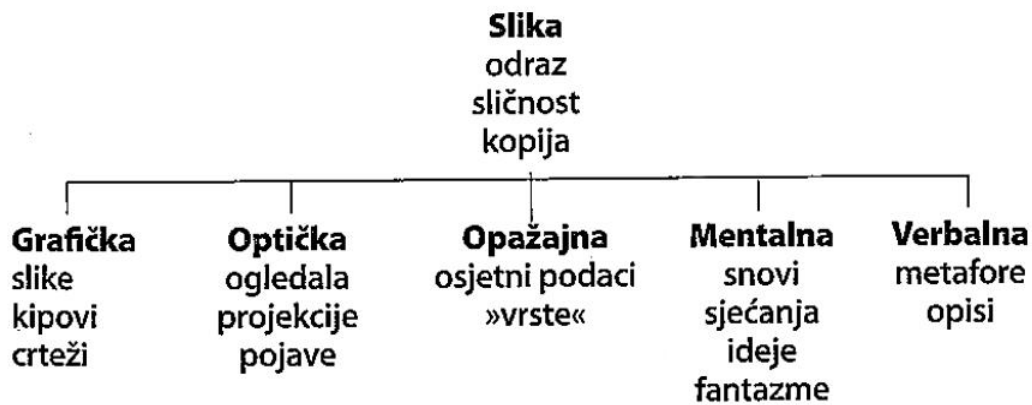 Slika
odraz
sličnost
kopija
Grafička
slike
kipovi
crteži
Optička
ogledala
projekcije
pojave
Opažajna
osjetni podaci
»vrste«
Mentalna
snovi
sjećanja
ideje
fantazme
Verbalna
metafore
opisi